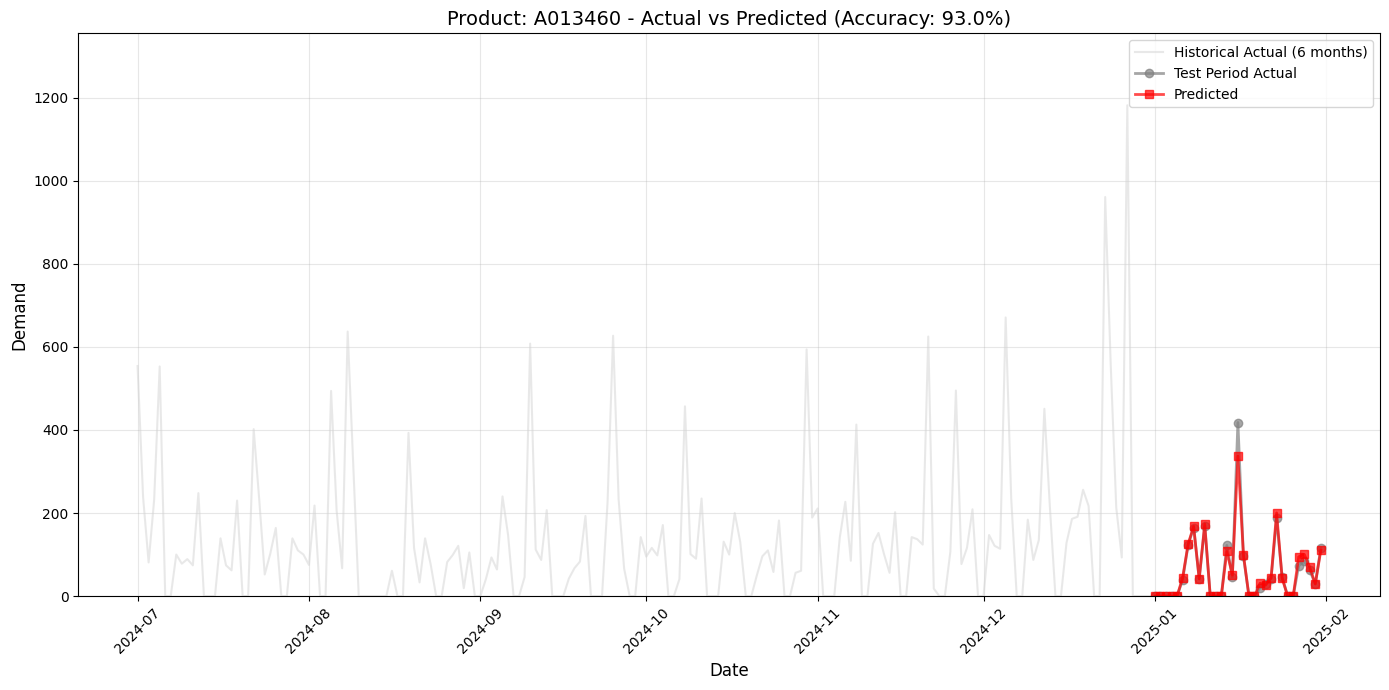 Product: A013460 - Actual vs Predicted (Accuracy: 93.0%)
Historical Actual (6 months)
Test Period Actual
Predicted
1200
1000
800
600
400
200
0
Demand
2024-07
2024-08
2024-09
2024-10
2024-11
2024-12
2025-01
2025-02
Date